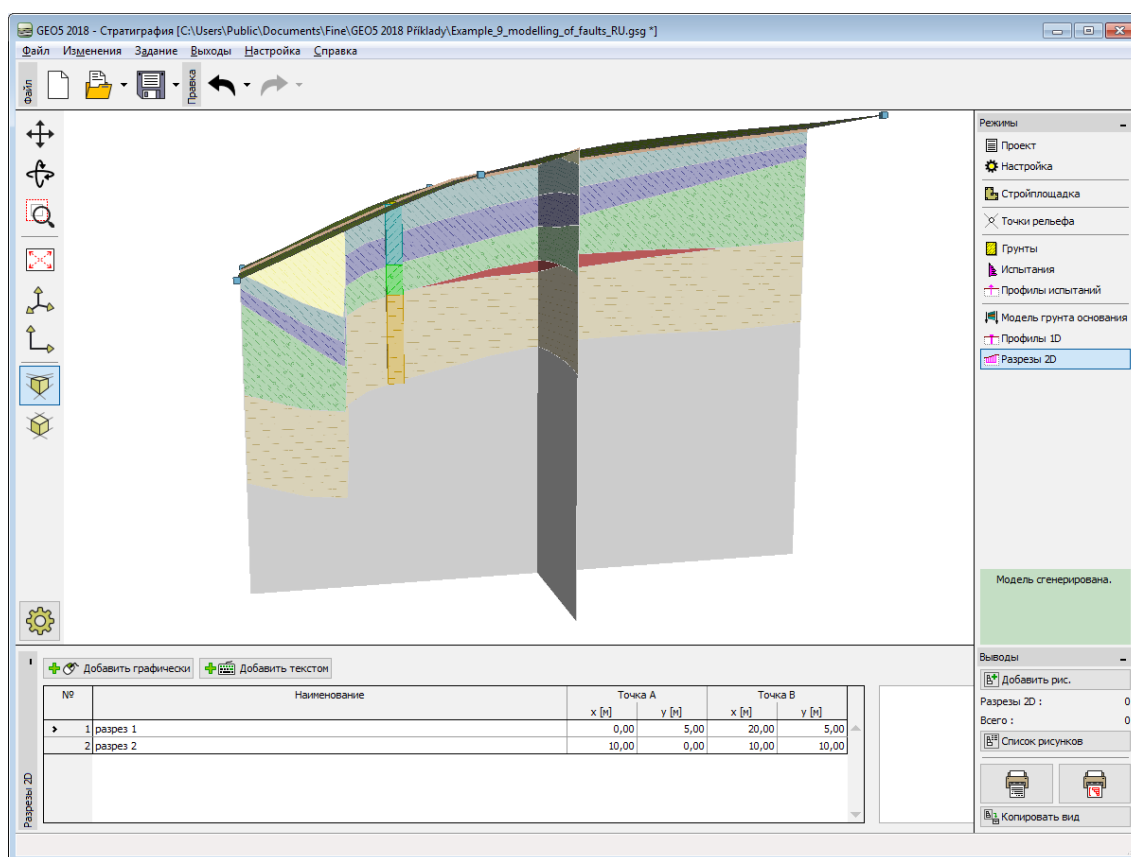 GEO5 2018 - Стратиграфия [C:\Users\Public\Documents\Fine\GEO5 2018 Příklady\Example_9_modelling_of_faults_RU.gsg *]
Файл Изменения Задание Выходы Настройка Справка
Файл
Правка
Режимы
Проект
Настройка
Стройплощадка
Точки рельефа
Грунты
Испытания
Профилы испытаний
Модель грунта основания
Профилы 1D
Разрезы 2D
Модель сгенерирована.
Добавить графически Добавить текстом
№ Наименование Точка A Точка B
x [м] y [м] x [м] y [м]
1 разрез 1 0,00 5,00 20,00 5,00
2 разрез 2 10,00 0,00 10,00 10,00
Разрезы 2D
Выводы
Добавить рис.
Разрезы 2D : 0
Всего : 0
Список рисунков
Копировать вид